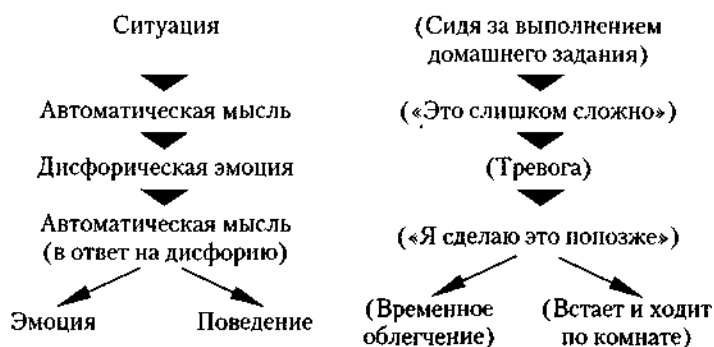 Ситуация
Автоматическая мысль
Дисфорическая эмоция
Автоматическая мысль
(в ответ на дисфорию)
Эмоция
Поведение
(Сидя за выполнением
домашнего задания)
(«Это слишком сложно»)
(Тревога)
(«Я сделаю это попозже»)
(Временное
облегчение)
(Встает и ходит
по комнате)